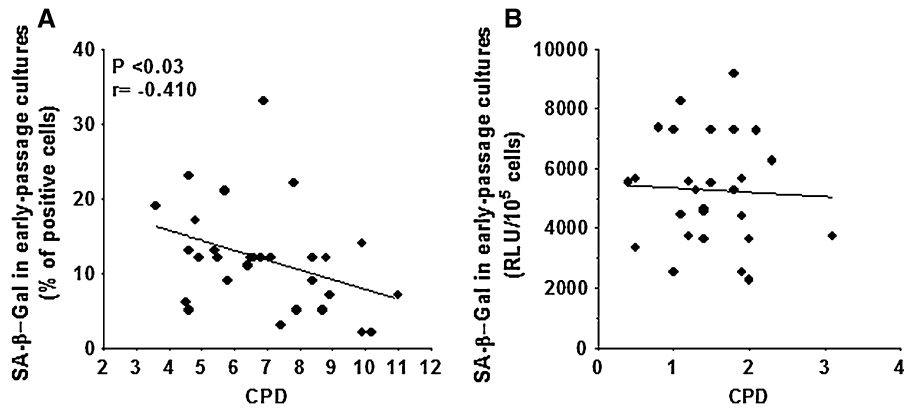 A
SA-β–Gal in early-passage cultures
(% of positive cells)
40
30
20
10
0
P <0.03
r= -0.410
2 3 4 5 6 7 8 9 10 11 12
CPD
B
SA-β–Gal in early-passage cultures
(RLU/10⁵ cells)
10000
8000
6000
4000
2000
0
0 1 2 3 4
CPD